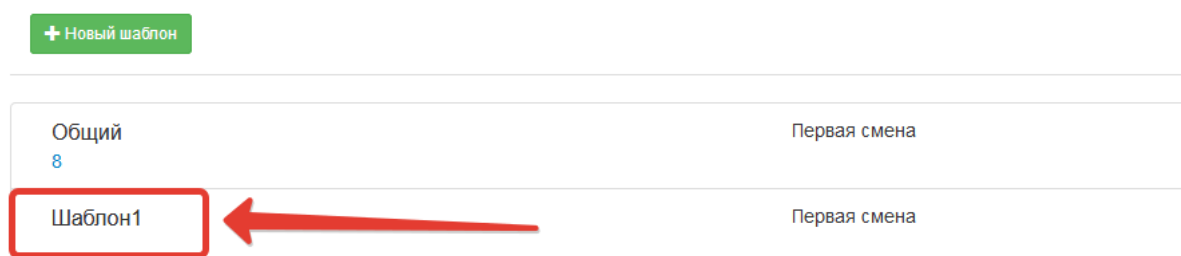 Новый шаблон
Общий
Первая смена
8
Шаблон1
Первая смена